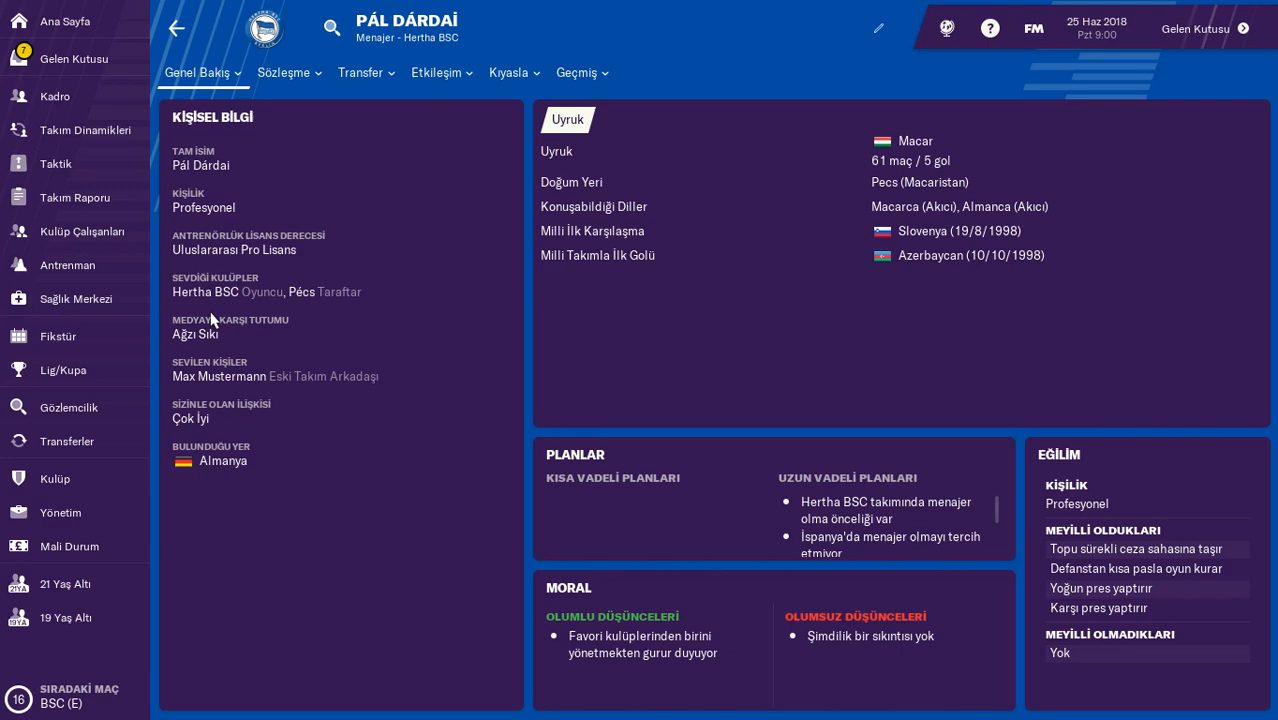 Ana Sayfa
7
Gelen Kutusu
Kadro
Takım Dinamikleri
Taktik
Takım Raporu
Kulüp Çalışanları
Antrenman
Sağlık Merkezi
Fikstür
Lig/Kupa
Gözlemcilik
Transferler
Kulüp
Yönetim
Mali Durum
21YA
21 Yaş Altı
19YA
19 Yaş Altı
16
SIRADAKİ MAÇ
BSC (E)
PÁL DÁRDAİ
Menajer - Hertha BSC
?
FM
25 Haz 2018
Pzt 9:00
Gelen Kutusu
Genel Bakış
Sözleşme
Transfer
Etkileşim
Kıyasla
Geçmiş
KİŞİSEL BİLGİ
TAM İSİM
Pál Dárdai
KİŞİLİK
Profesyonel
ANTRENÖRLÜK LİSANS DERECESİ
Uluslararası Pro Lisans
SEVDİĞİ KULÜPLER
Hertha BSC Oyuncu, Pécs Taraftar
MEDYAYA KARŞI TUTUMU
Ağzı Sıkı
SEVİLEN KİŞİLER
Max Mustermann Eski Takım Arkadaşı
SİZİNLE OLAN İLİŞKİSİ
Çok İyi
BULUNDUĞU YER
Almanya
Uyruk
Uyruk
Macar
61 maç / 5 gol
Doğum Yeri
Pecs (Macaristan)
Konuşabildiği Diller
Macarca (Akıcı), Almanca (Akıcı)
Milli İlk Karşılaşma
Slovenya (19/8/1998)
Milli Takımla İlk Golü
Azerbaycan (10/10/1998)
PLANLAR
KISA VADELİ PLANLARI
UZUN VADELİ PLANLARI
Hertha BSC takımında menajer
olma önceliği var
İspanya'da menajer olmayı tercih
etmiyor
MORAL
OLUMLU DÜŞÜNCELERİ
Favori kulüplerinden birini
yönetmekten gurur duyuyor
OLUMSUZ DÜŞÜNCELERİ
Şimdilik bir sıkıntısı yok
EĞİLİM
KİŞİLİK
Profesyonel
MEYİLLİ OLDUKLARI
Topu sürekli ceza sahasına taşır
Defanstan kısa pasla oyun kurar
Yoğun pres yaptırır
Karşı pres yaptırır
MEYİLLİ OLMADIKLARI
Yok